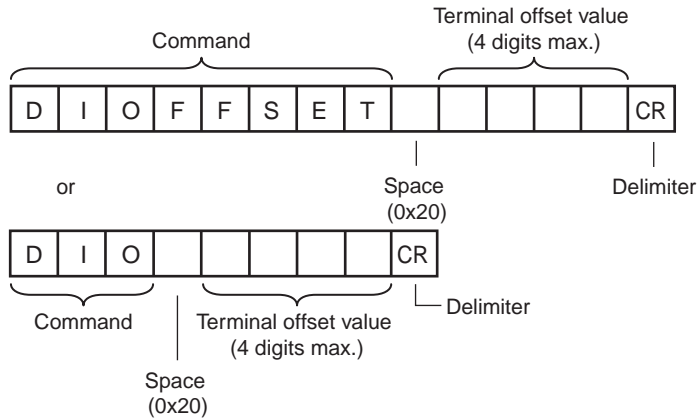 Command
Terminal offset value
(4 digits max.)
D I O F F S E T CR
or
Space
(0x20)
Delimiter
D I O CR
Command
Terminal offset value
(4 digits max.)
Delimiter
Space
(0x20)